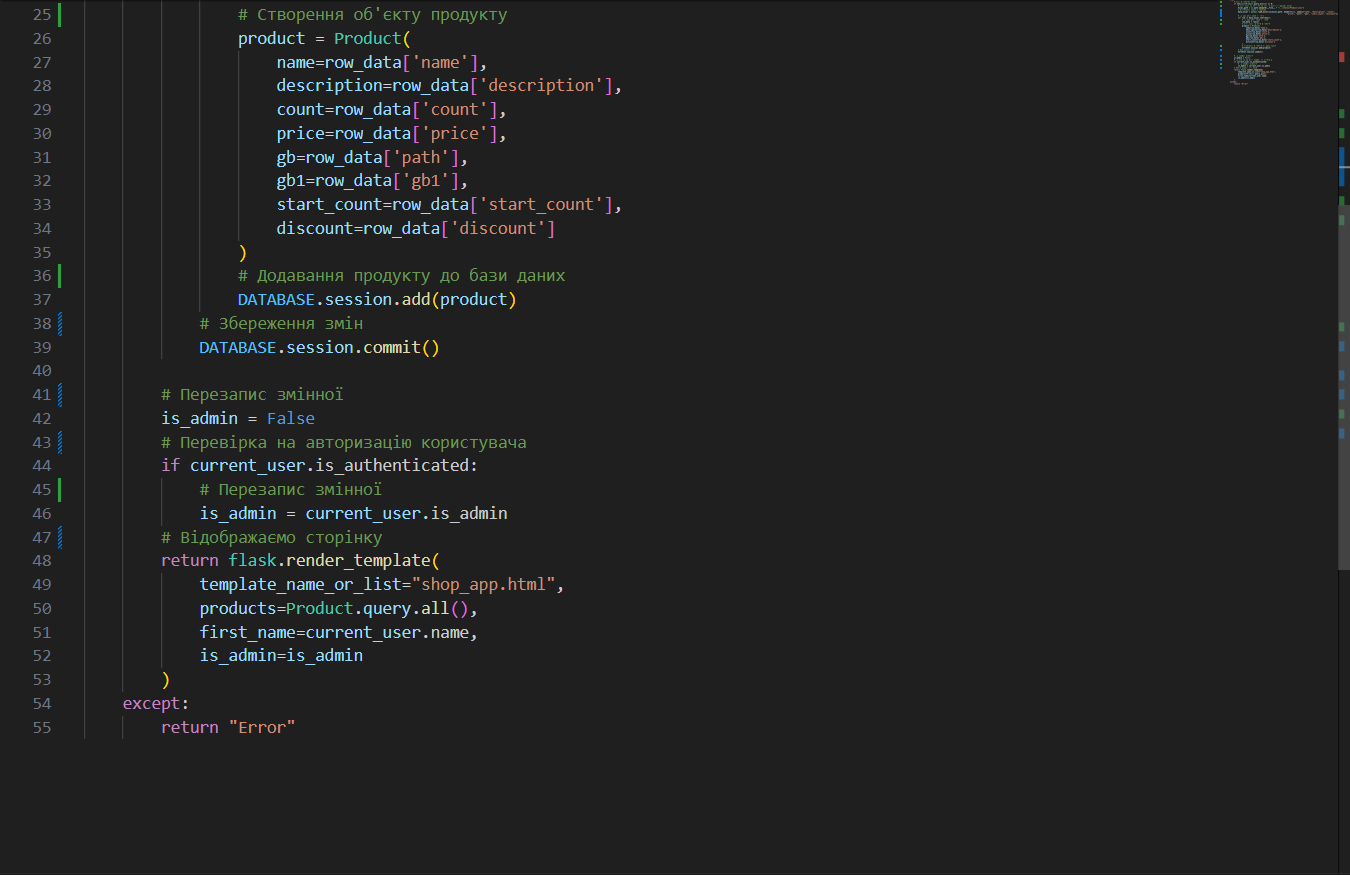 25 # Створення об'єкту продукту
26 product = Product(
27 name=row_data['name'],
28 description=row_data['description'],
29 count=row_data['count'],
30 price=row_data['price'],
31 gb=row_data['path'],
32 gb1=row_data['gb1'],
33 start_count=row_data['start_count'],
34 discount=row_data['discount']
35 )
36 # Додавання продукту до бази даних
37 DATABASE.session.add(product)
38 # Збереження змін
39 DATABASE.session.commit()
40
41 # Перезапис змінної
42 is_admin = False
43 # Перевірка на авторизацію користувача
44 if current_user.is_authenticated:
45 # Перезапис змінної
46 is_admin = current_user.is_admin
47 # Відображаємо сторінку
48 return flask.render_template(
49 template_name_or_list="shop_app.html",
50 products=Product.query.all(),
51 first_name=current_user.name,
52 is_admin=is_admin
53 )
54 except:
55 return "Error"